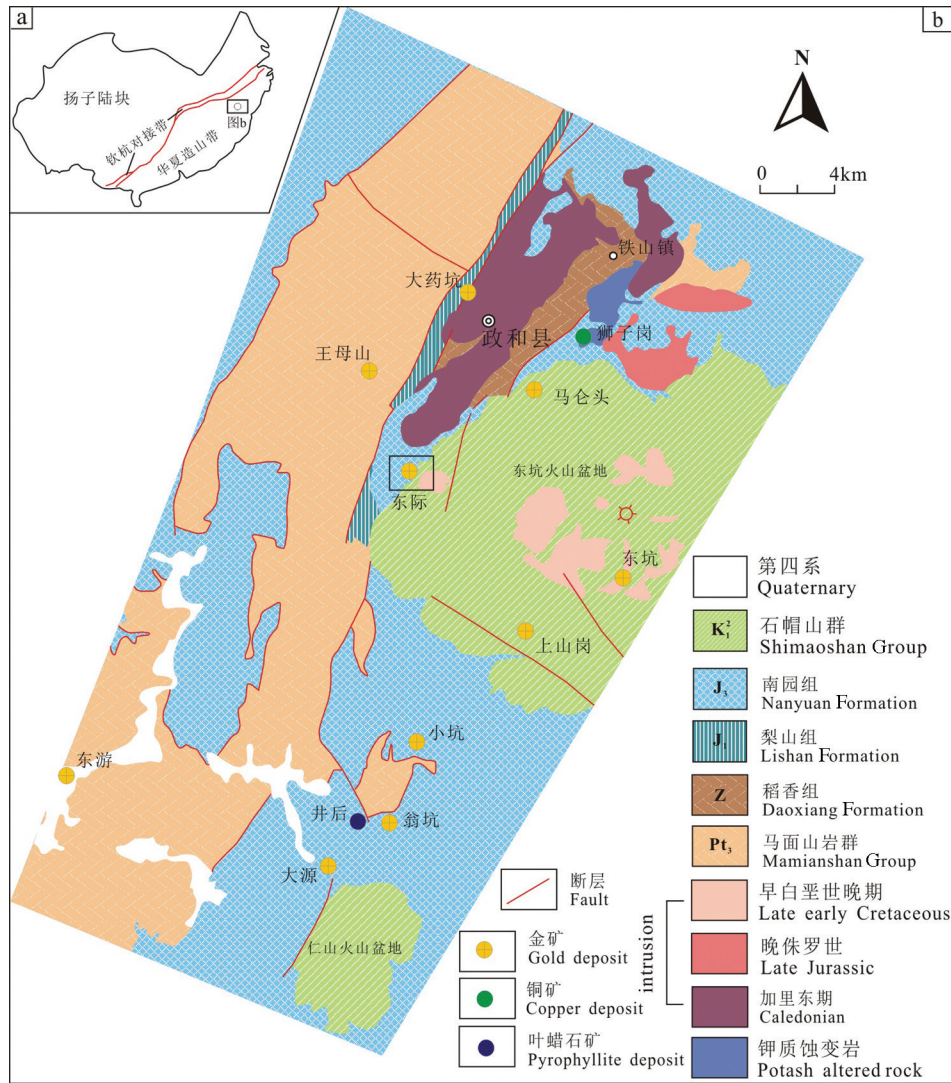 a
b
扬子陆块
钦杭对接带
华夏造山带
图b
N
0 4km
铁山镇
大药坑
政和县
狮子岗
王母山
马仑头
东坑火山盆地
东际
东坑
上山岗
小坑
东游
井后
翁坑
大源
仁山火山盆地
第四系
Quaternary
K₁² 石帽山群
Shimaoshan Group
J₃ 南园组
Nanyuan Formation
J₁ 梨山组
Lishan Formation
Z 稻香组
Daoxiang Formation
Pt₃ 马面山岩群
Mamianshan Group
intrusion
早白垩世晚期
Late early Cretaceous
晚侏罗世
Late Jurassic
加里东期
Caledonian
钾质蚀变岩
Potash altered rock
断层
Fault
金矿
Gold deposit
铜矿
Copper deposit
叶蜡石矿
Pyrophyllite deposit